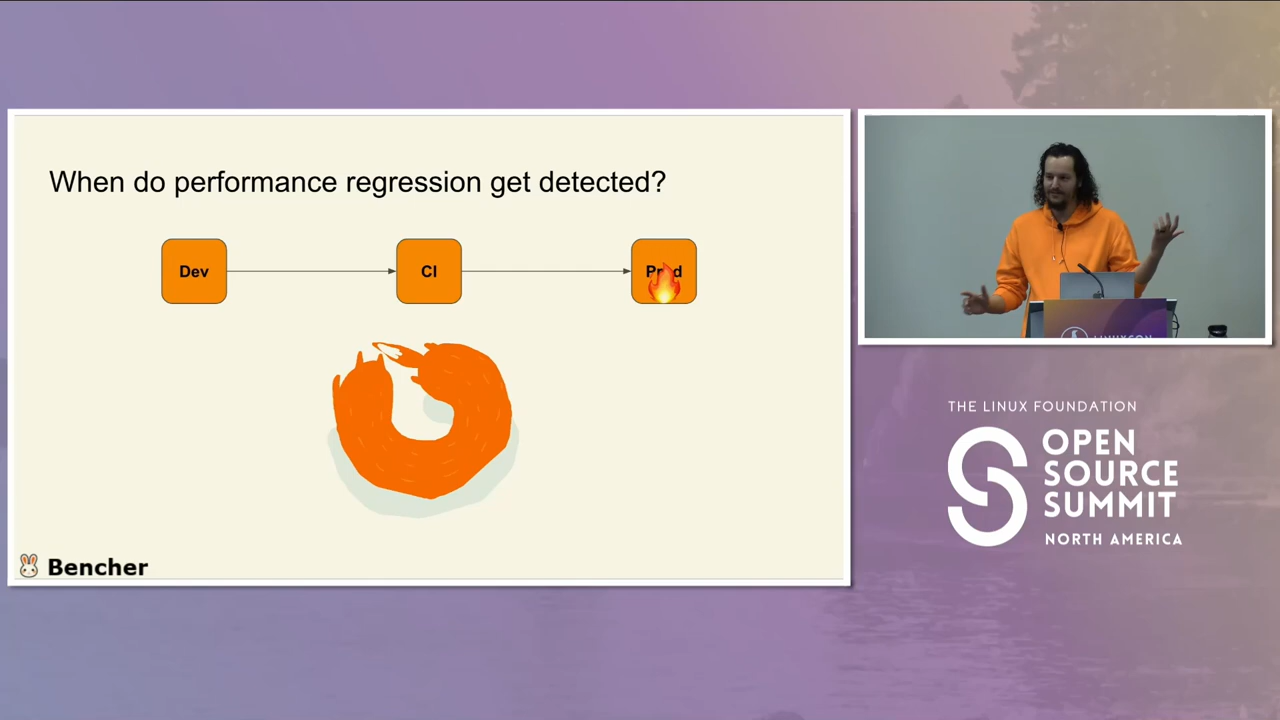 When do performance regression get detected?
Dev
CI
Bencher
THE LINUX FOUNDATION
OPEN
SOURCE
SUMMIT
NORTH AMERICA